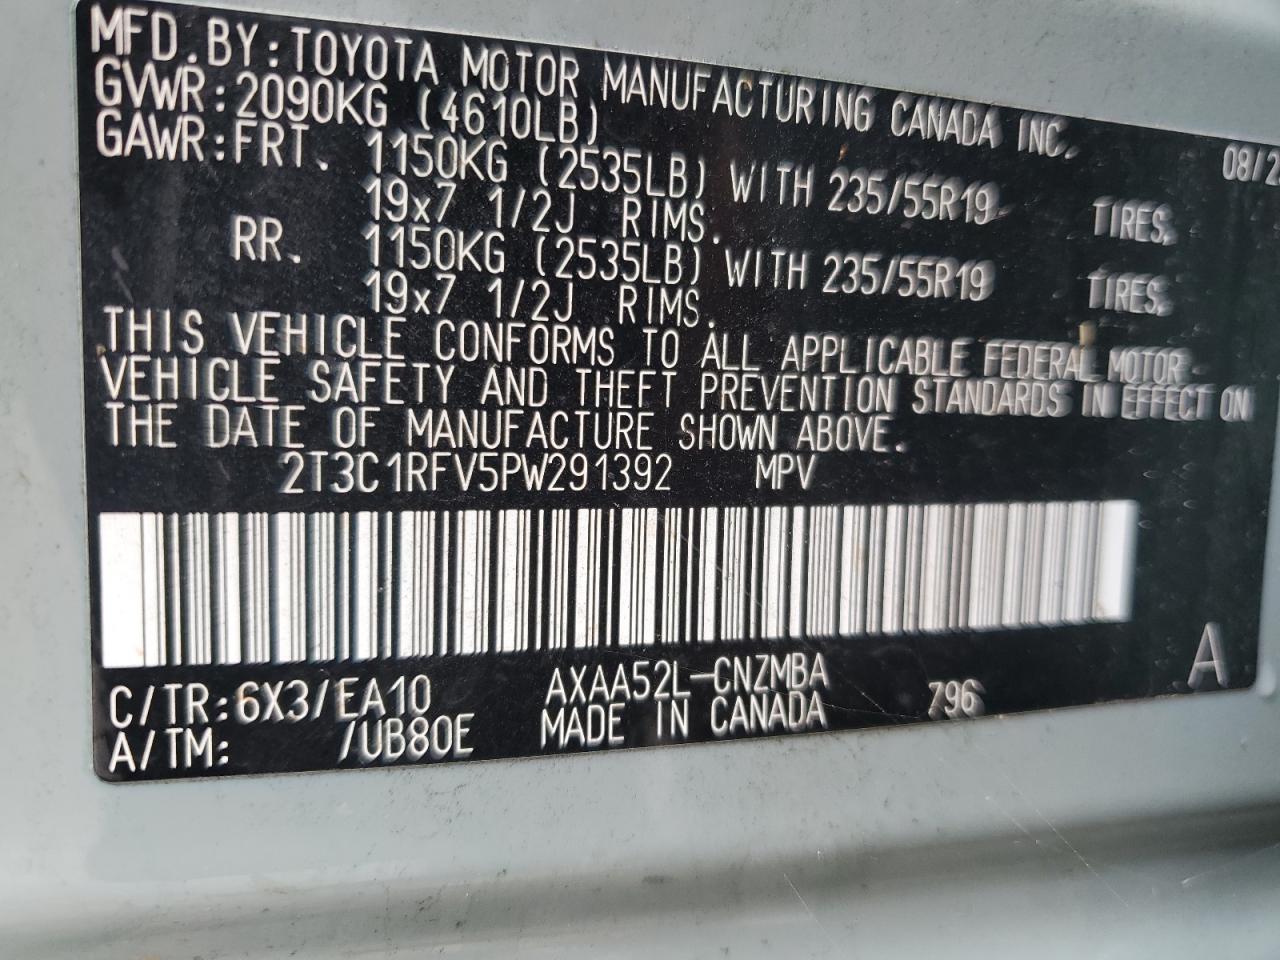 MFD.BY:TOYOTA MOTOR MANUFACTURING CANADA INC.
GVWR:2090KG (4610LB) 08/2
GAWR:FRT. 1150KG (2535LB) WITH 235/55R19 TIRES,
19x7 1/2J RIMS.
RR. 1150KG (2535LB) WITH 235/55R19 TIRES,
19x7 1/2J RIMS.
THIS VEHICLE CONFORMS TO ALL APPLICABLE FEDERAL MOTOR
VEHICLE SAFETY AND THEFT PREVENTION STANDARDS IN EFFECT ON
THE DATE OF MANUFACTURE SHOWN ABOVE.
2T3C1RFV5PW291392 MPV
A
C/TR:6X3/EA10 AXAA52L-CNZMBA 796
A/TM: /UB80E MADE IN CANADA